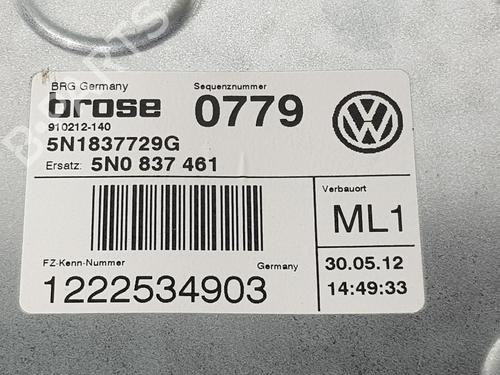 BRG Germany
Sequenznummer
brose
0779
910212-140
5N1837729G
Ersatz: 5N0 837 461
Verbauort
ML1
FZ-Kenn-Nummer
Germany
30.05.12
1222534903
14:49:33